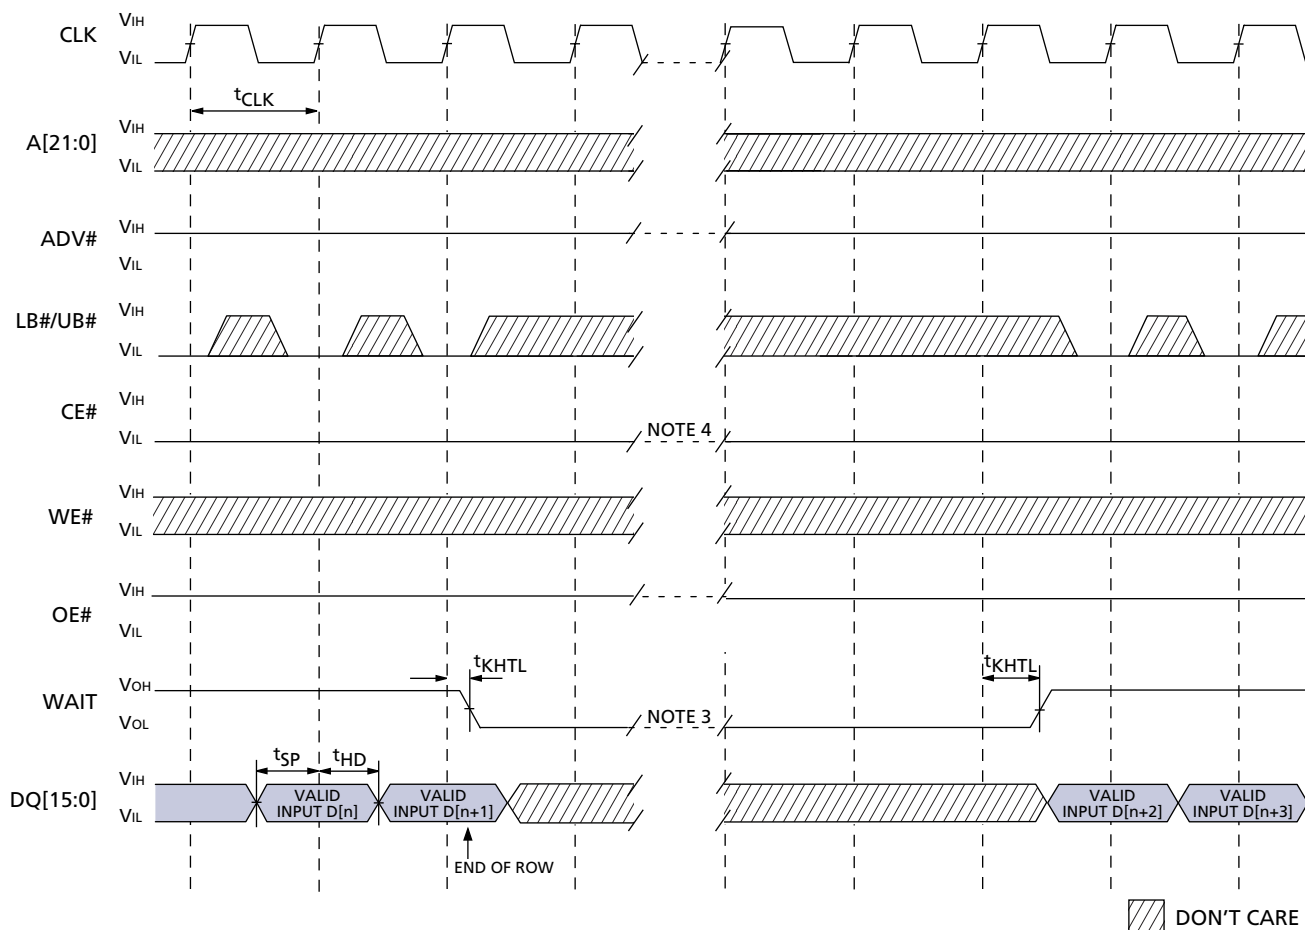 CLK
VIH
VIL
tCLK
A[21:0]
VIH
VIL
ADV#
VIH
VIL
LB#/UB#
VIH
VIL
CE#
VIH
VIL
NOTE 4
WE#
VIH
VIL
OE#
VIH
VIL
WAIT
VOH
VOL
tKHTL
tKHTL
NOTE 3
DQ[15:0]
VIH
VIL
tSP
tHD
VALID
INPUT D[n]
VALID
INPUT D[n+1]
VALID
INPUT D[n+2]
VALID
INPUT D[n+3]
END OF ROW
DON'T CARE